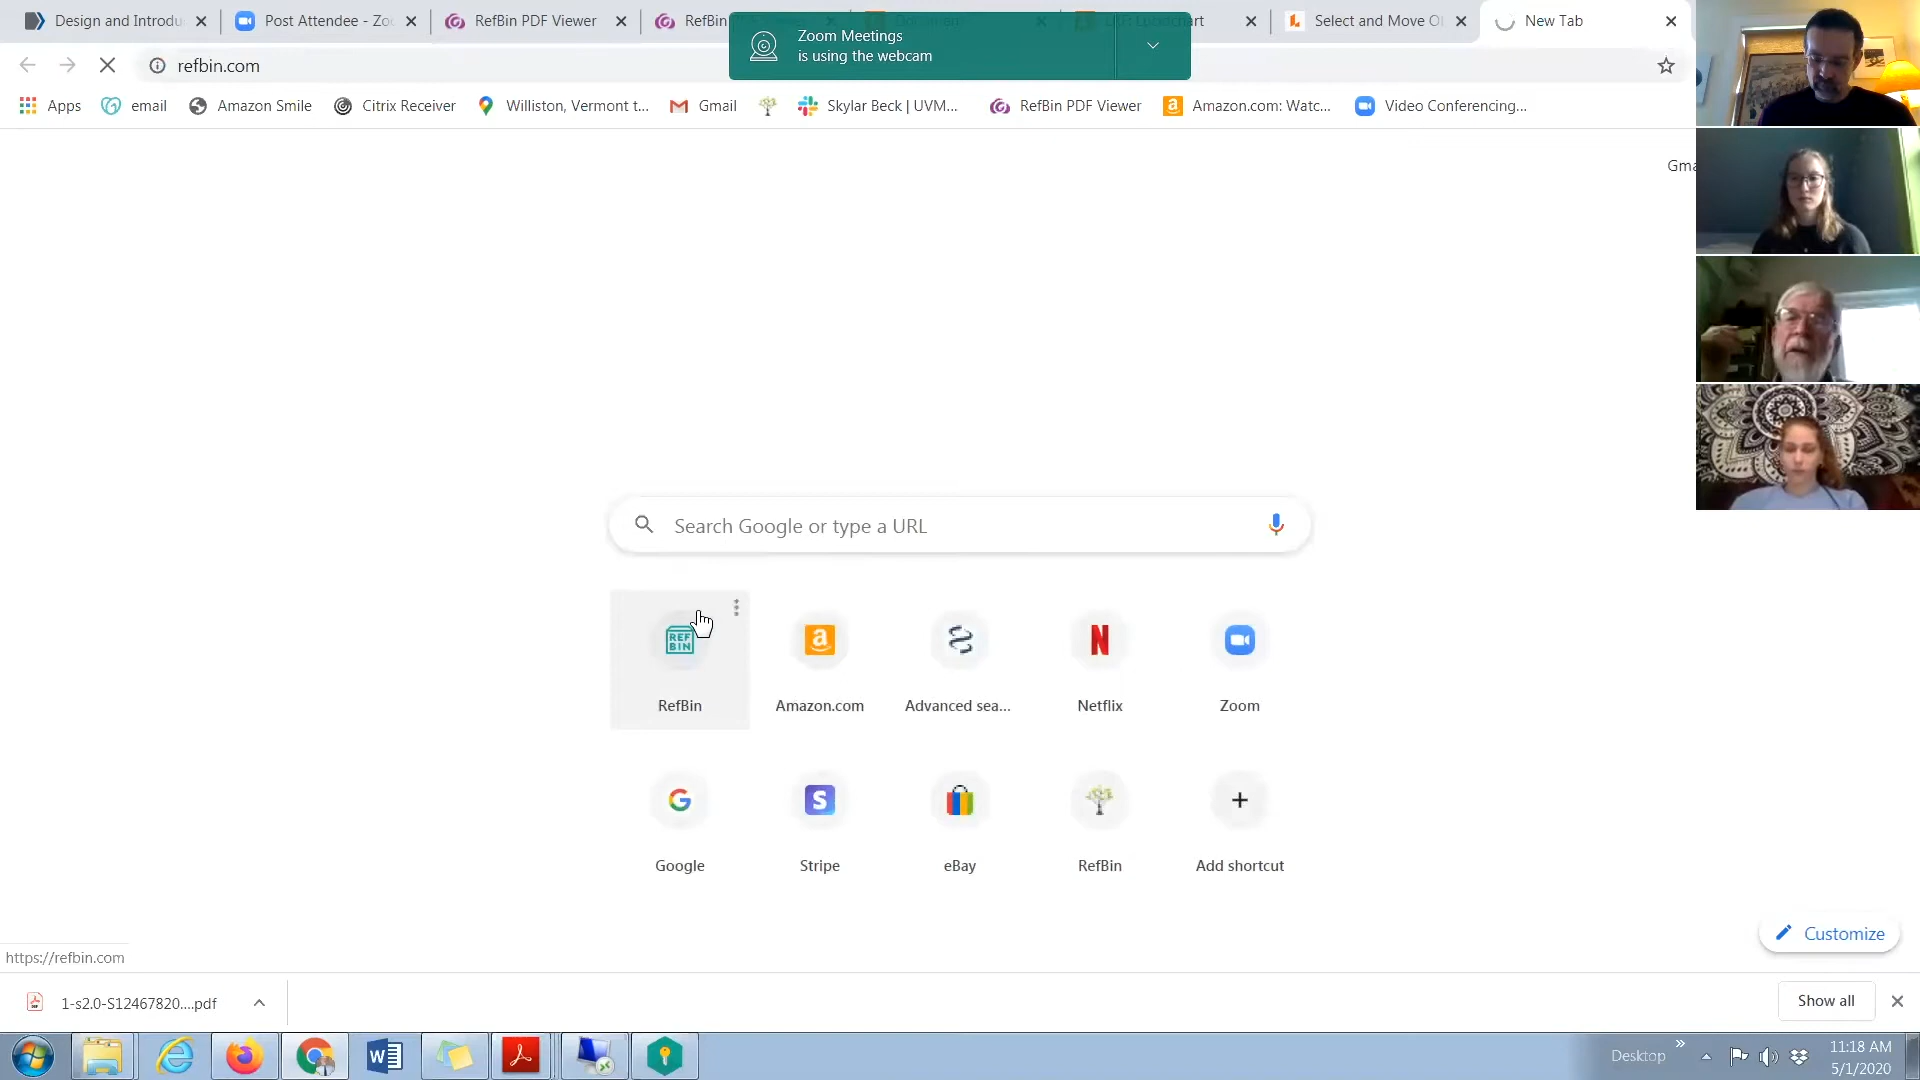 Design and Introdu
Post Attendee - Zo
RefBin PDF Viewer
RefBin
Select and Move O
New Tab
Zoom Meetings
is using the webcam
refbin.com
Apps
email
Amazon Smile
Citrix Receiver
Williston, Vermont t...
Gmail
Skylar Beck | UVM...
RefBin PDF Viewer
Amazon.com: Watc...
Video Conferencing...
Gma
Search Google or type a URL
REF
BIN
RefBin
Amazon.com
Advanced sea...
Netflix
Zoom
Google
Stripe
eBay
RefBin
Add shortcut
Customize
https://refbin.com
1-s2.0-S12467820....pdf
Show all
Desktop
11:18 AM
5/1/2020